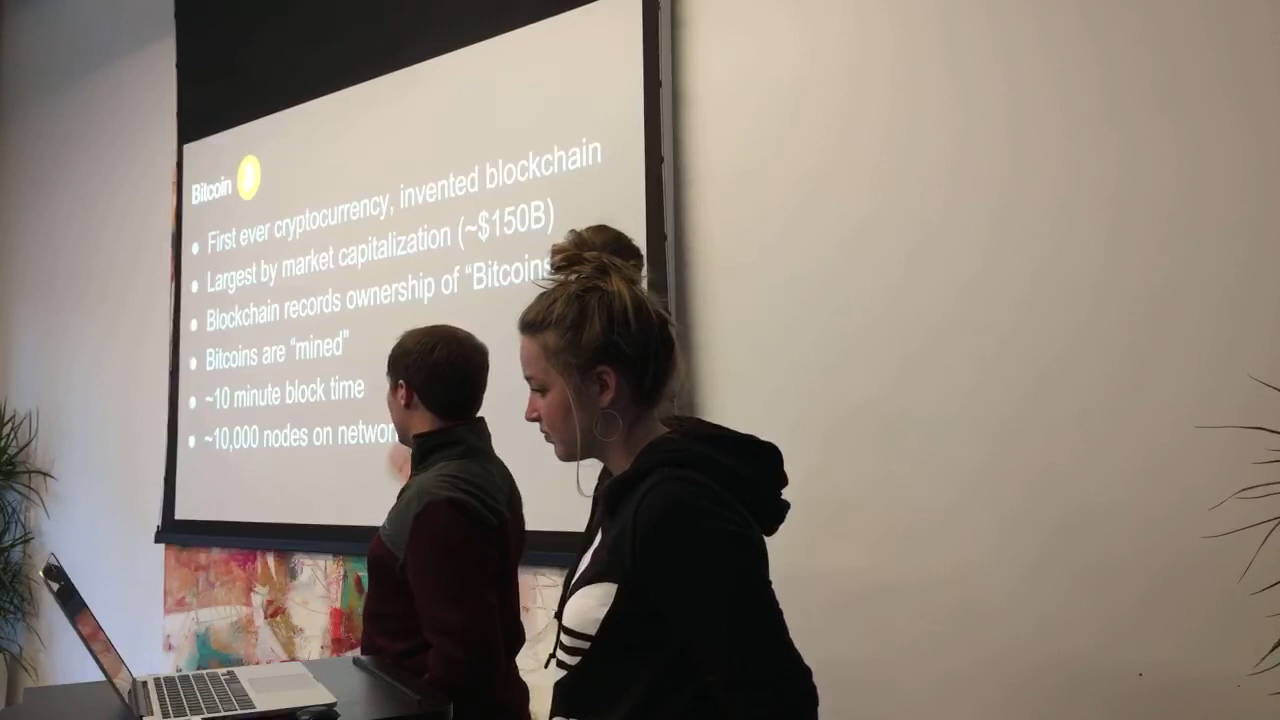 Bitcoin
• First ever cryptocurrency, invented blockchain
• Largest by market capitalization (~$150B)
• Blockchain records ownership of “Bitcoins
• Bitcoins are “mined”
• ~10 minute block time
• ~10,000 nodes on networ